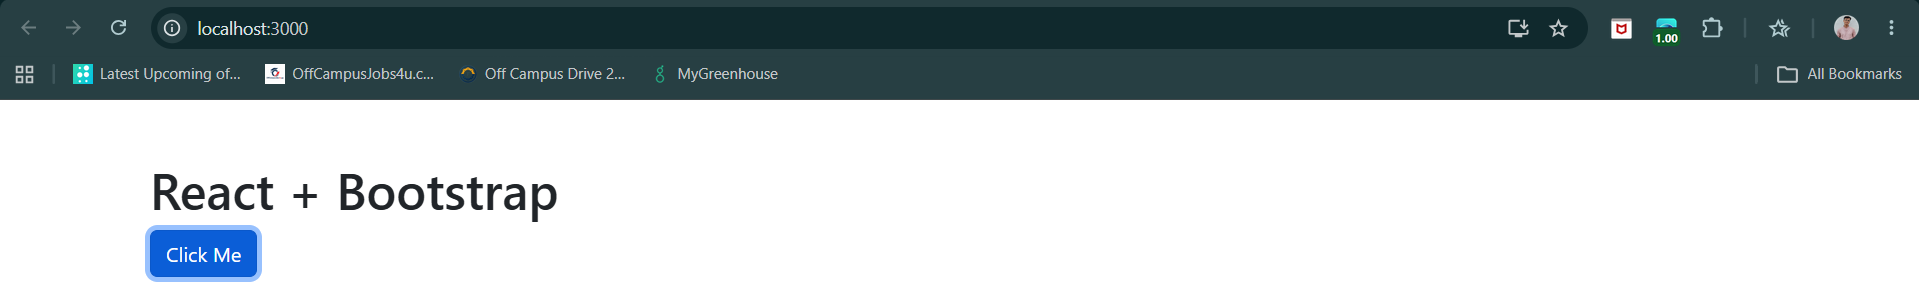 localhost:3000
1.00
Latest Upcoming of... OffCampusJobs4u.c... Off Campus Drive 2... MyGreenhouse All Bookmarks
React + Bootstrap
Click Me